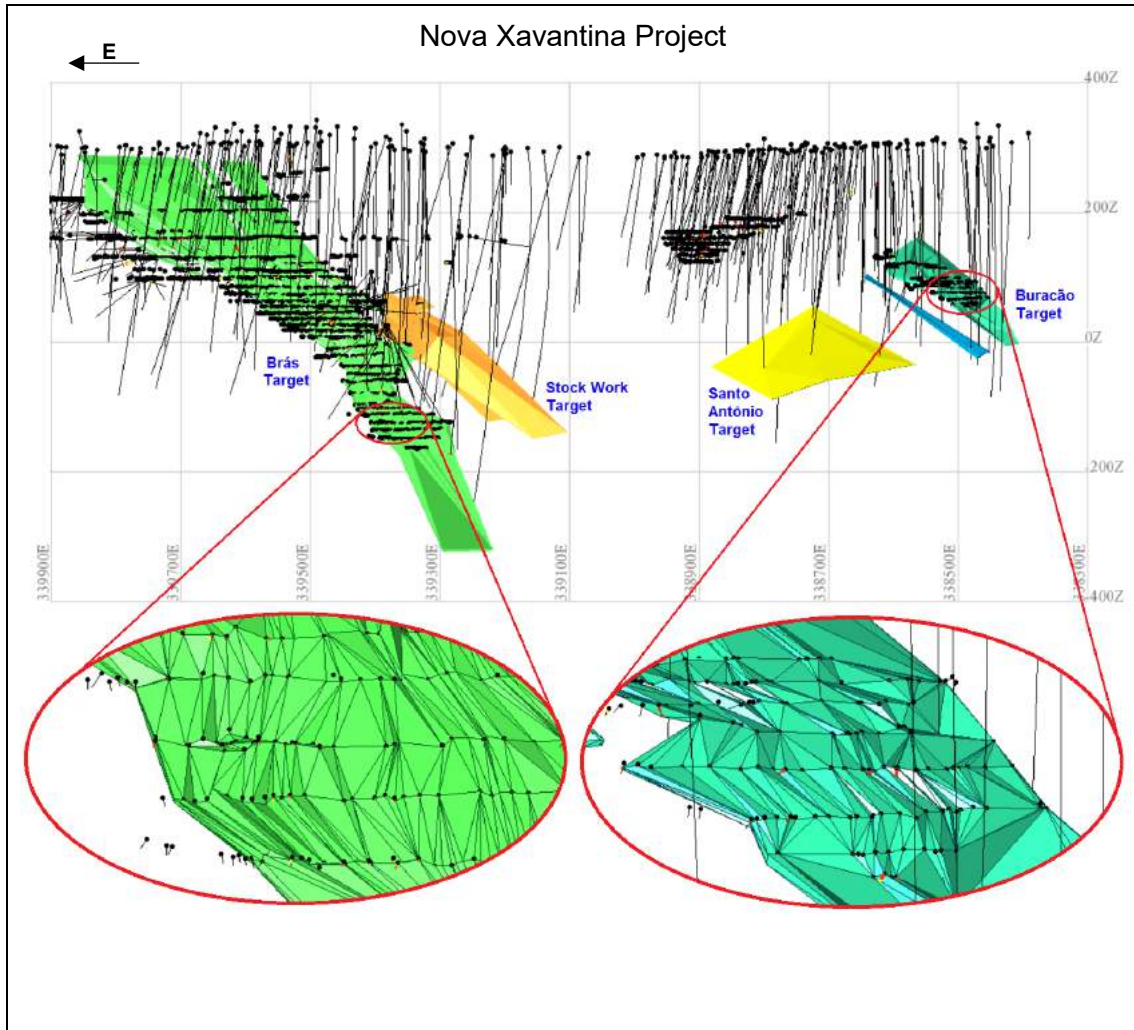 Nova Xavantina Project
E
400Z
200Z
Buracão
Target
0Z
Brás
Target
Stock Work
Target
Santo
António
Target
-200Z
339900E
339700E
339500E
339300E
339100E
338900E
338700E
338500E
338300E
-400Z